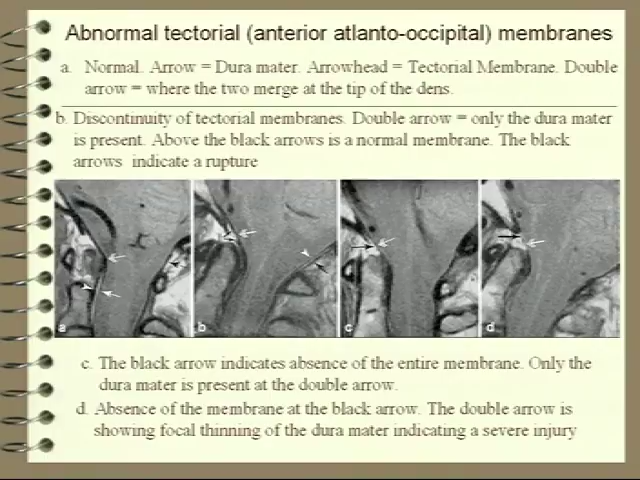 Abnormal tectorial (anterior atlanto-occipital) membranes
a. Normal. Arrow = Dura mater. Arrowhead = Tectorial Membrane. Double
arrow = where the two merge at the tip of the dens.
b. Discontinuity of tectorial membranes. Double arrow = only the dura mater
is present. Above the black arrows is a normal membrane. The black
arrows indicate a rupture
a b c d
c. The black arrow indicates absence of the entire membrane. Only the
dura mater is present at the double arrow.
d. Absence of the membrane at the black arrow. The double arrow is
showing focal thinning of the dura mater indicating a severe injury